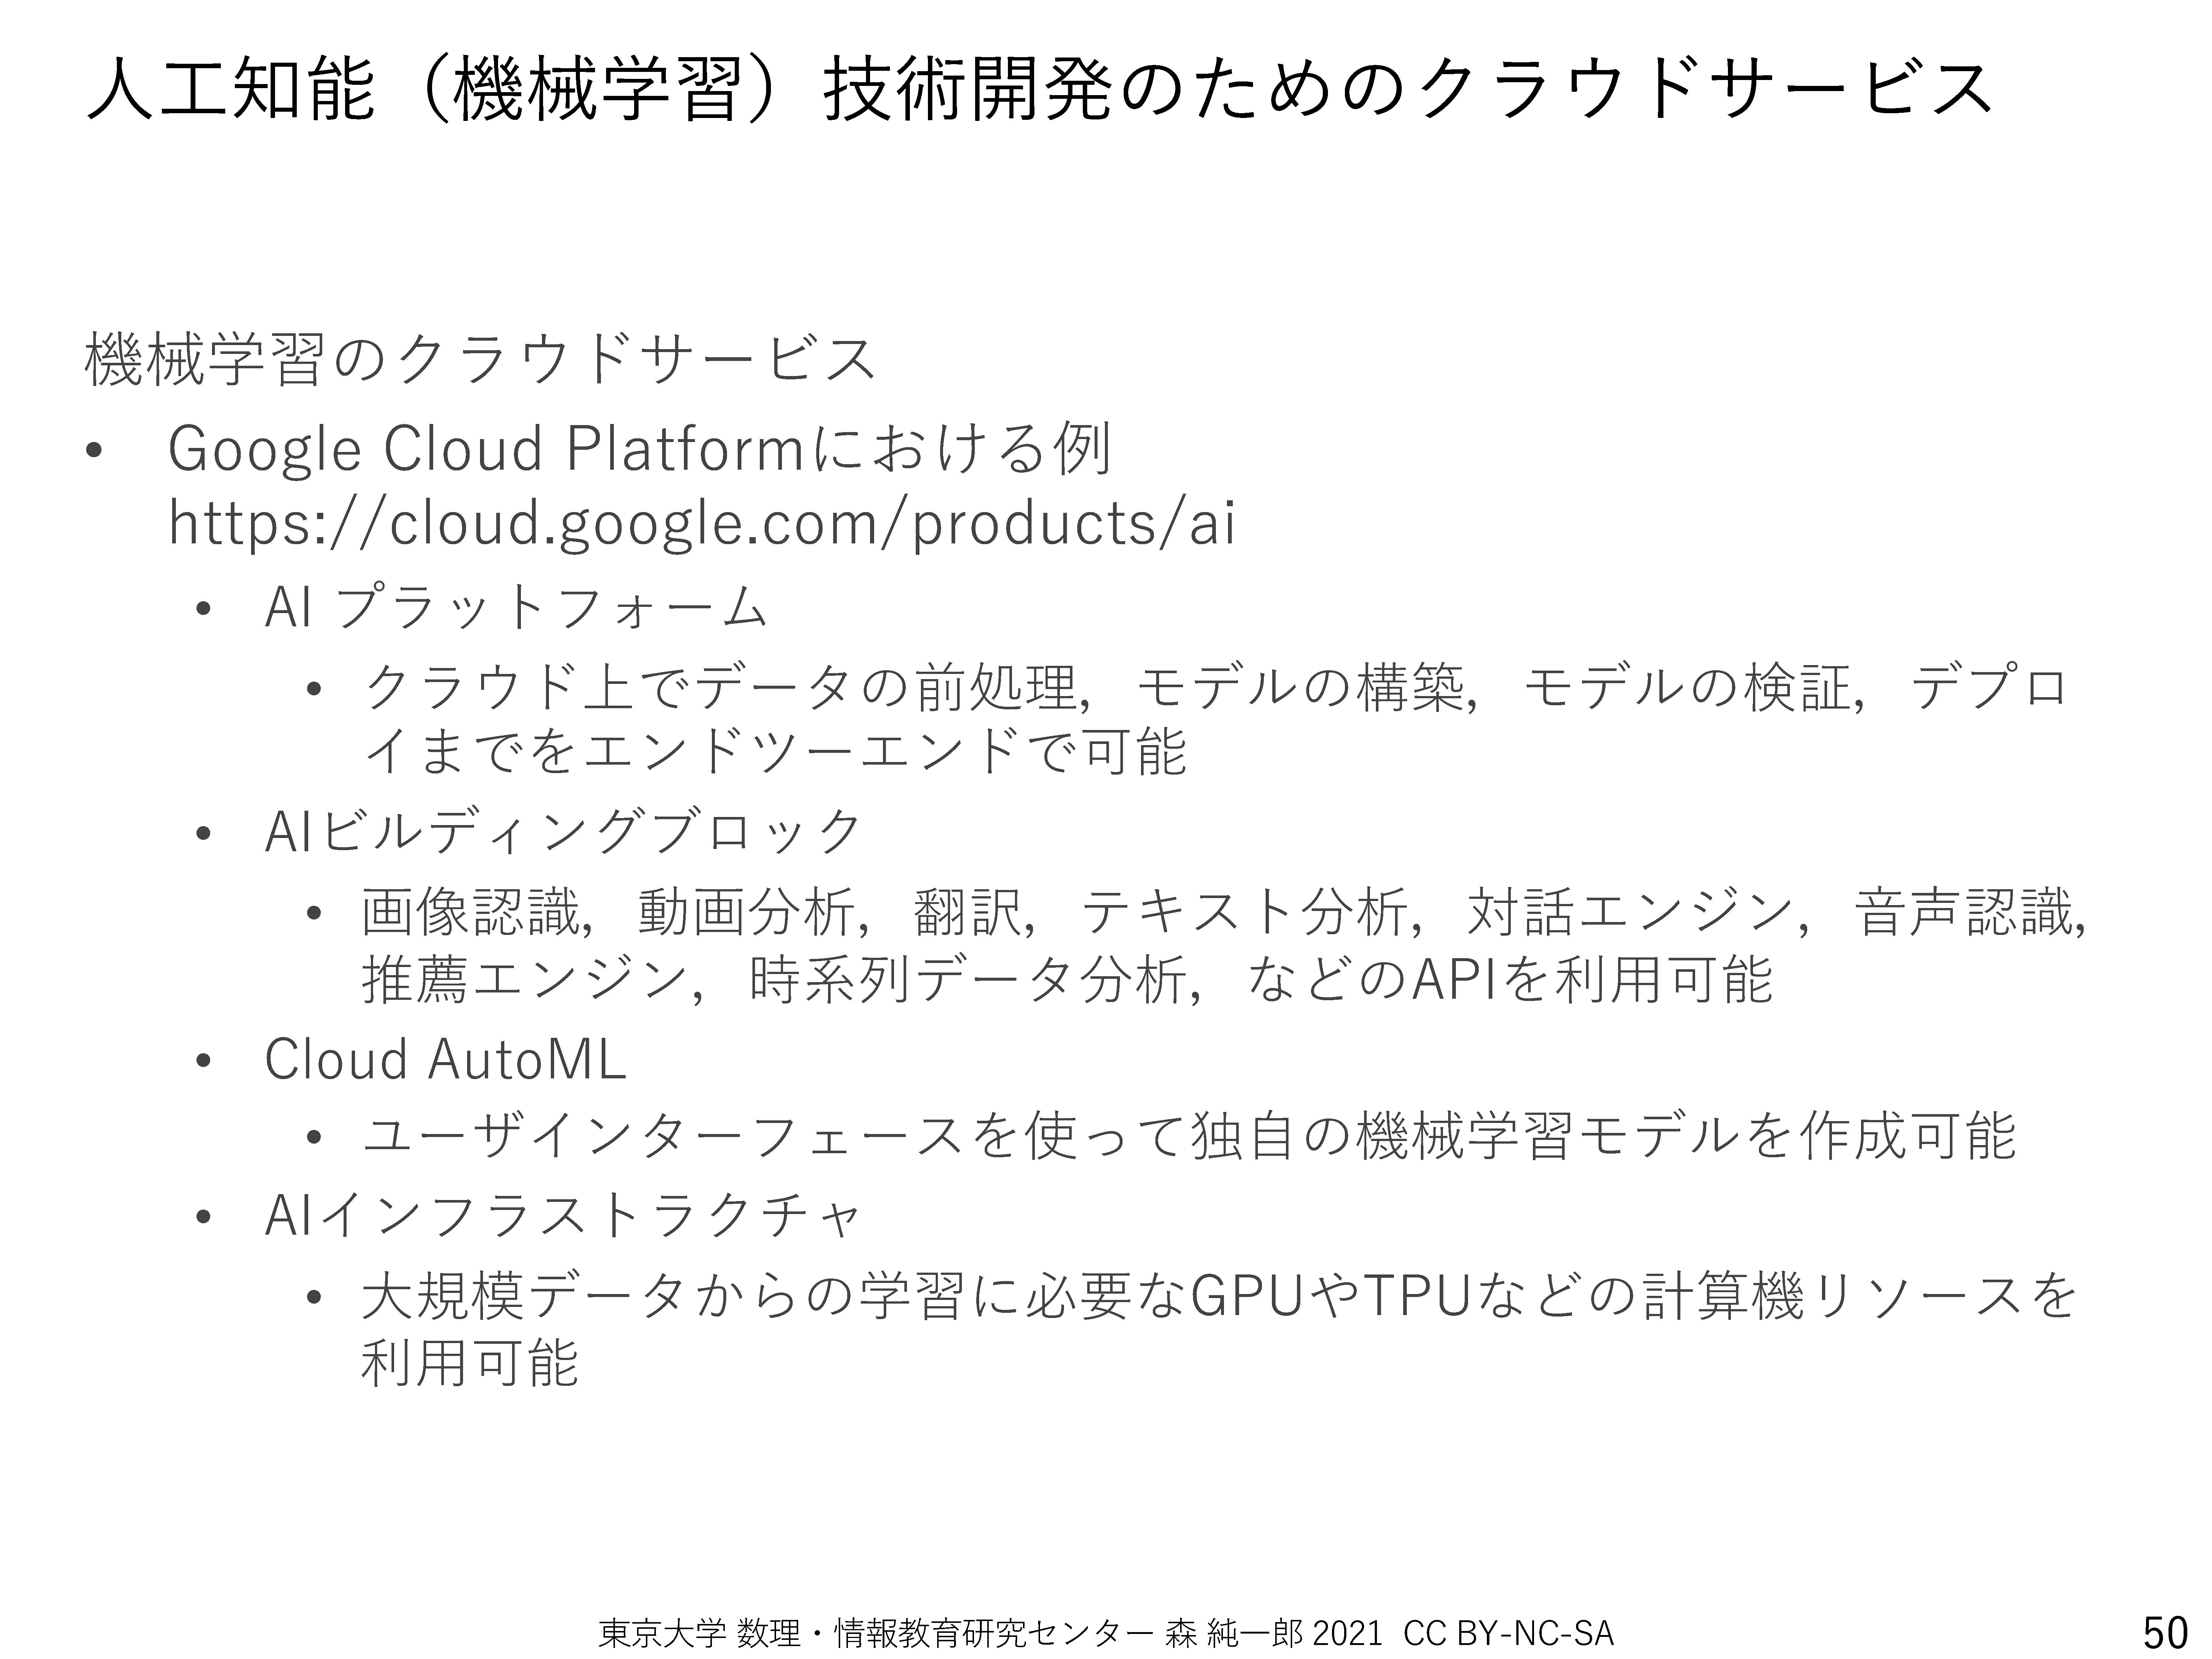 人工知能（機械学習）技術開発のためのクラウドサービス
機械学習のクラウドサービス
• Google Cloud Platformにおける例
https://cloud.google.com/products/ai
• AI プラットフォーム
• クラウド上でデータの前処理，モデルの構築，モデルの検証，デプロ
イまでをエンドツーエンドで可能
• AIビルディングブロック
• 画像認識，動画分析，翻訳，テキスト分析，対話エンジン，音声認識，
推薦エンジン，時系列データ分析，などのAPIを利用可能
• Cloud AutoML
• ユーザインターフェースを使って独自の機械学習モデルを作成可能
• AIインフラストラクチャ
• 大規模データからの学習に必要なGPUやTPUなどの計算機リソースを
利用可能
東京大学 数理・情報教育研究センター 森 純一郎 2021 CC BY-NC-SA
50